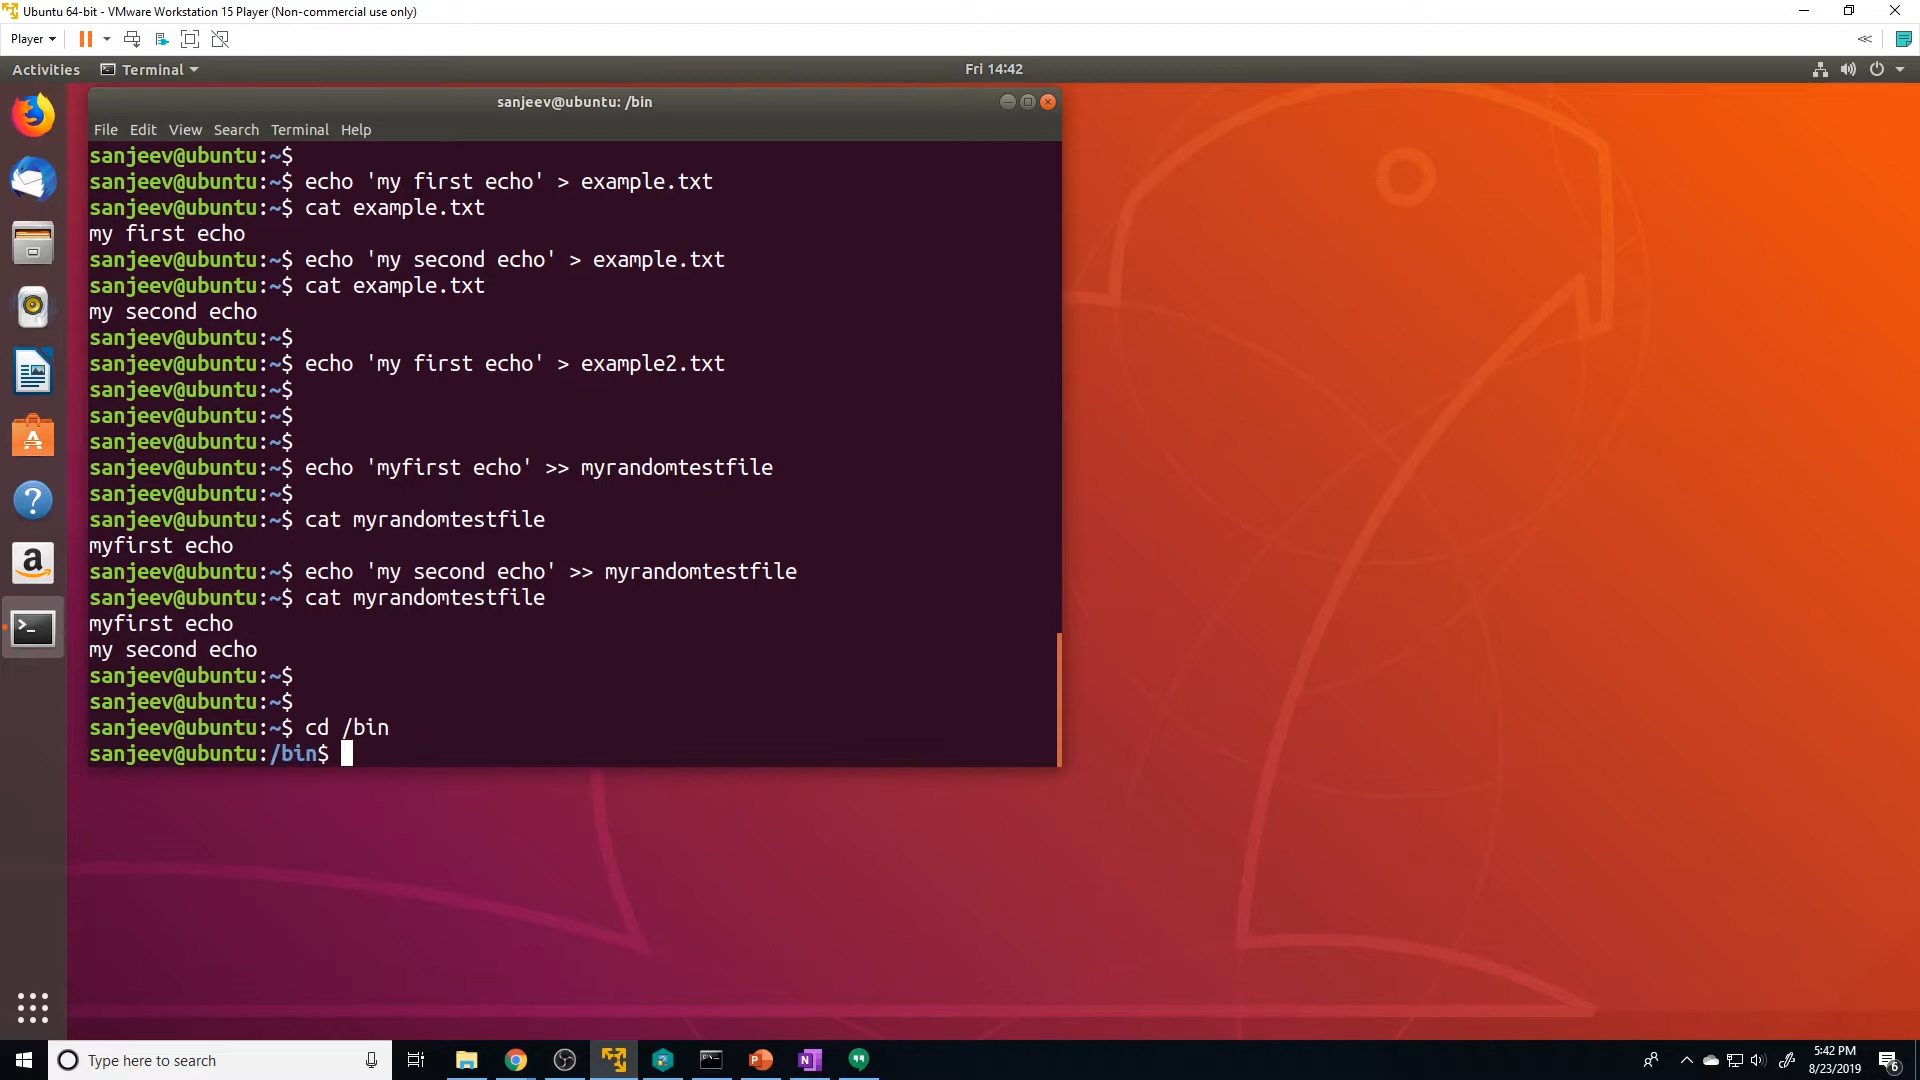 Ubuntu 64-bit - VMware Workstation 15 Player (Non-commercial use only)
Player
Activities
Terminal
Fri 14:42
sanjeev@ubuntu: /bin
File Edit View Search Terminal Help
sanjeev@ubuntu:~$
sanjeev@ubuntu:~$ echo 'my first echo' > example.txt
sanjeev@ubuntu:~$ cat example.txt
my first echo
sanjeev@ubuntu:~$ echo 'my second echo' > example.txt
sanjeev@ubuntu:~$ cat example.txt
my second echo
sanjeev@ubuntu:~$
sanjeev@ubuntu:~$ echo 'my first echo' > example2.txt
sanjeev@ubuntu:~$
sanjeev@ubuntu:~$
sanjeev@ubuntu:~$
sanjeev@ubuntu:~$ echo 'myfirst echo' >> myrandomtestfile
sanjeev@ubuntu:~$
sanjeev@ubuntu:~$ cat myrandomtestfile
myfirst echo
sanjeev@ubuntu:~$ echo 'my second echo' >> myrandomtestfile
sanjeev@ubuntu:~$ cat myrandomtestfile
myfirst echo
my second echo
sanjeev@ubuntu:~$
sanjeev@ubuntu:~$
sanjeev@ubuntu:~$ cd /bin
sanjeev@ubuntu:/bin$
Type here to search
5:42 PM
8/23/2019
6